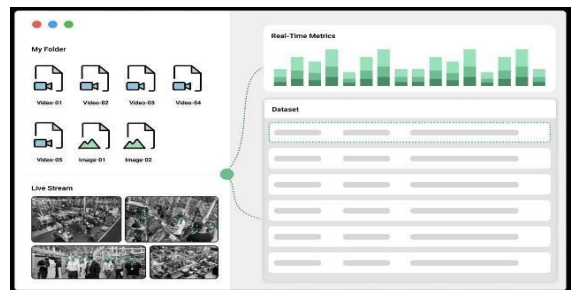 My Folder
Video-01 Video-02 Video-03 Video-04
Video-05 Image-01 Image-02
Live Stream
Real-Time Metrics
Dataset